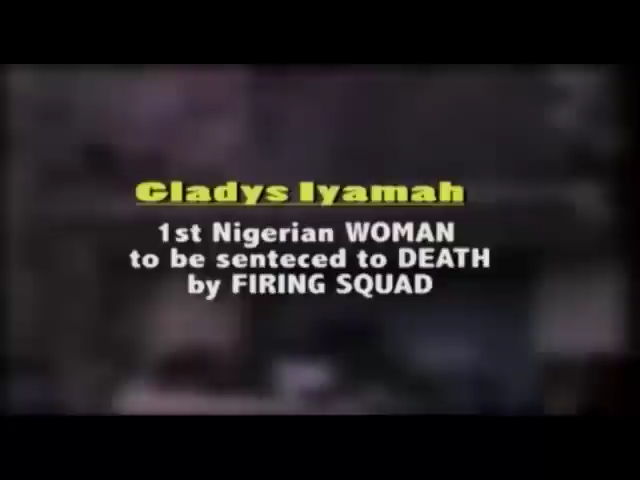 Gladys Iyamah
1st Nigerian WOMAN
to be senteced to DEATH
by FIRING SQUAD